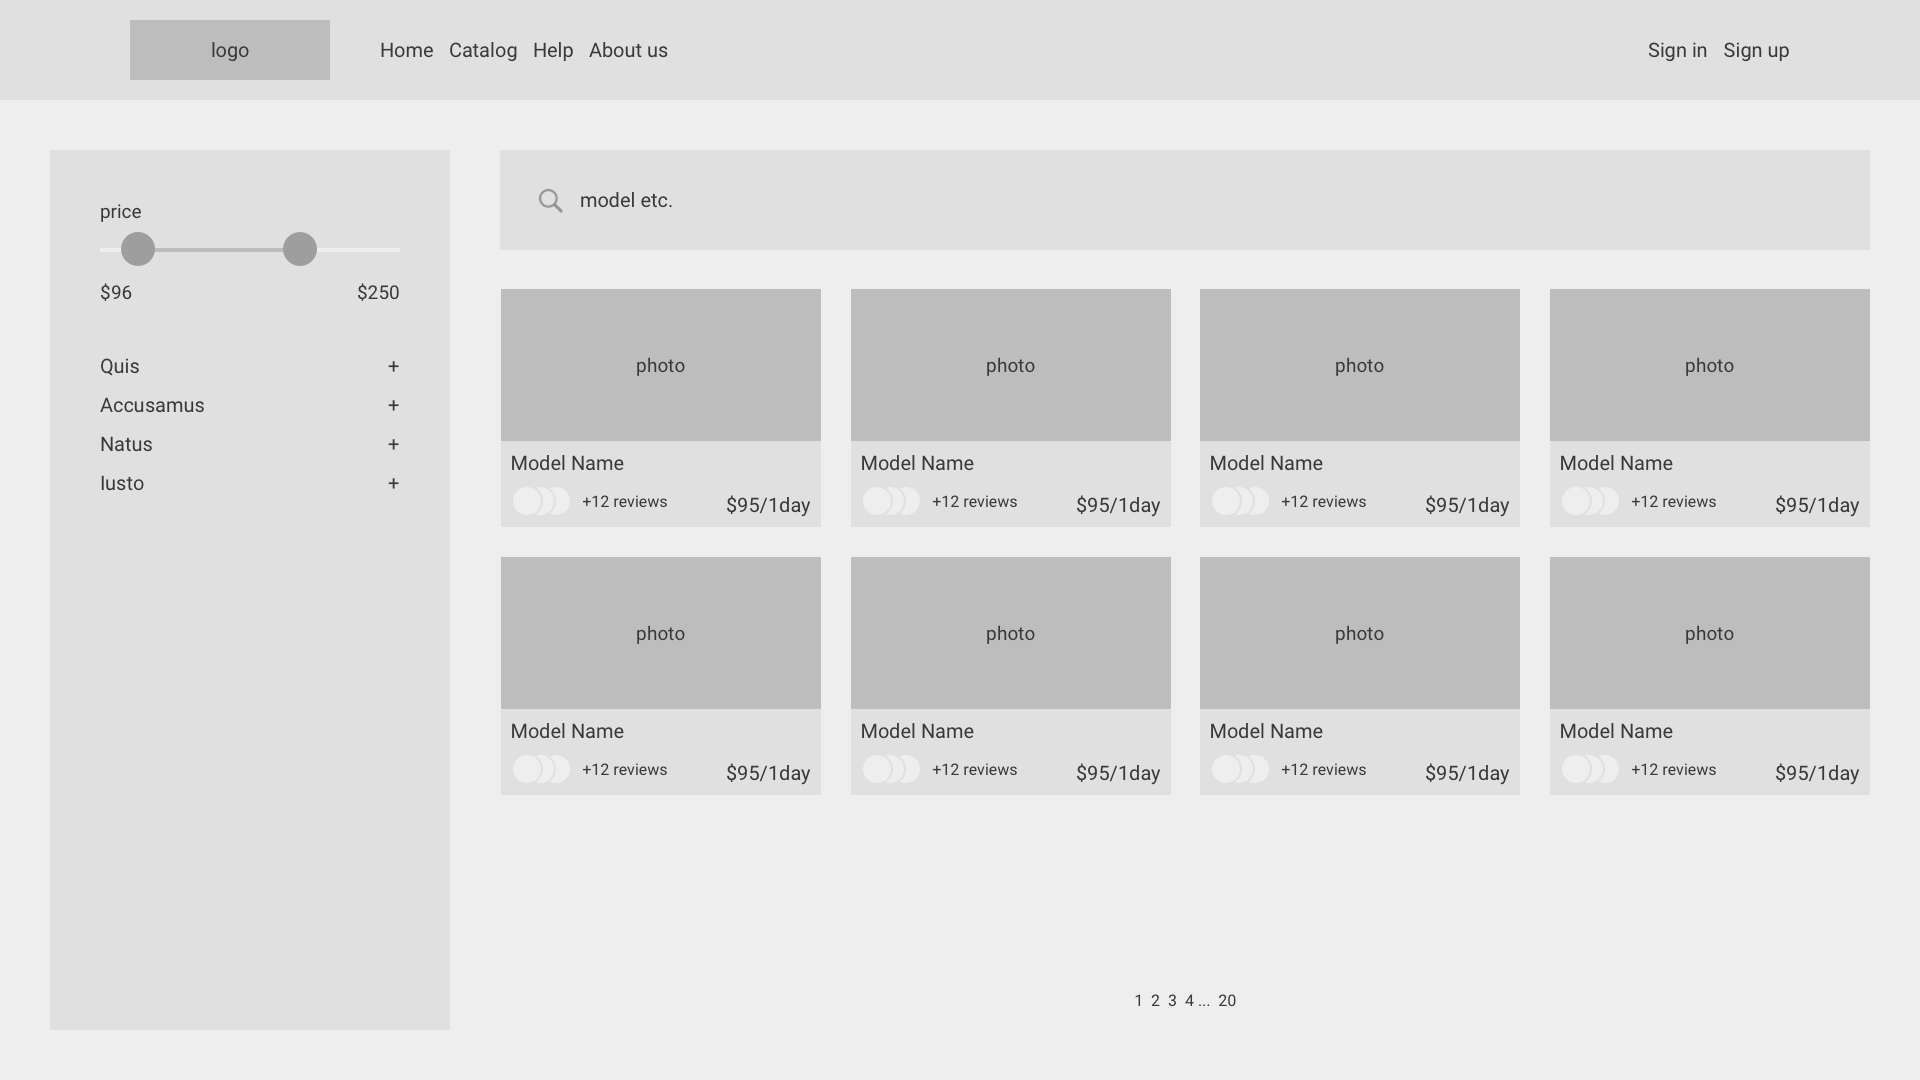 logo
Home Catalog Help About us
Sign in Sign up
price
$96 $250
Quis +
Accusamus +
Natus +
Iusto +
model etc.
photo photo photo photo
Model Name Model Name Model Name Model Name
+12 reviews $95/1day +12 reviews $95/1day +12 reviews $95/1day +12 reviews $95/1day
photo photo photo photo
Model Name Model Name Model Name Model Name
+12 reviews $95/1day +12 reviews $95/1day +12 reviews $95/1day +12 reviews $95/1day
1 2 3 4 ... 20